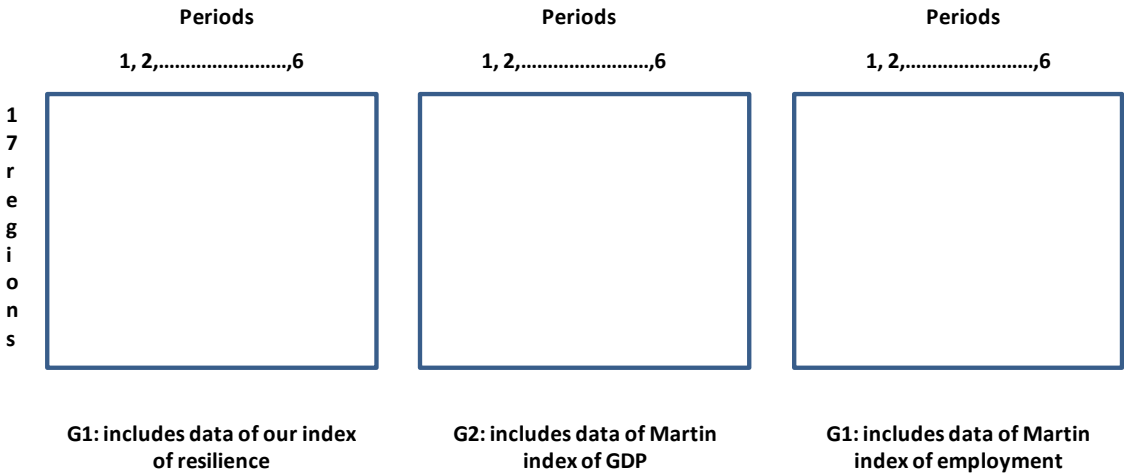 Periods
1, 2,........................,6
Periods
1, 2,........................,6
Periods
1, 2,........................,6
1
7
r
e
g
i
o
n
s
G1: includes data of our index
of resilience
G2: includes data of Martin
index of GDP
G1: includes data of Martin
index of employment